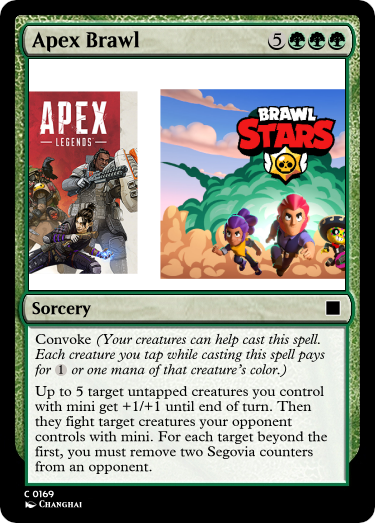 Apex Brawl 5
APEX
LEGENDS
BRAWL
STARS
Sorcery
Convoke (Your creatures can help cast this spell.
Each creature you tap while casting this spell pays
for 1 or one mana of that creature's color.)
Up to 5 target untapped creatures you
control with mini get +1/+1 until end of turn. Then
they fight target creatures your opponent
controls with mini. For each target beyond the
first, you must remove two Segovia counters
from an opponent.
C 0169
Changhai